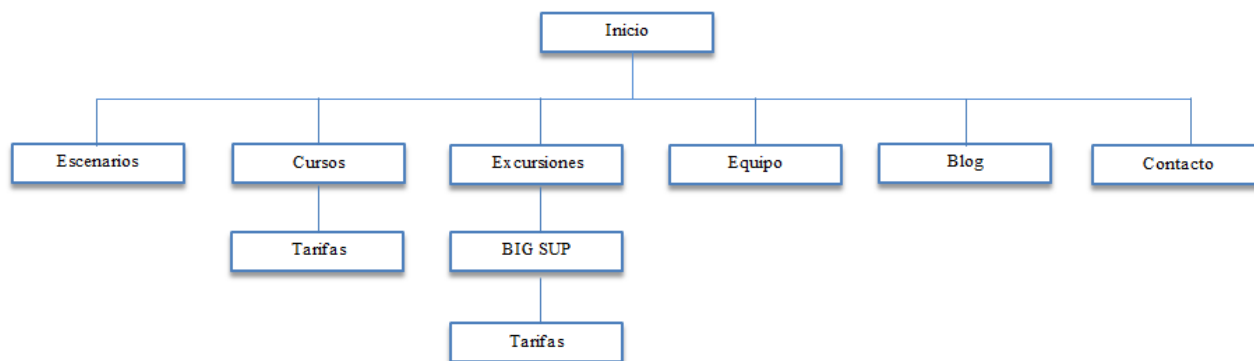 Inicio
Escenarios
Cursos
Excursiones
Equipo
Blog
Contacto
Tarifas
BIG SUP
Tarifas